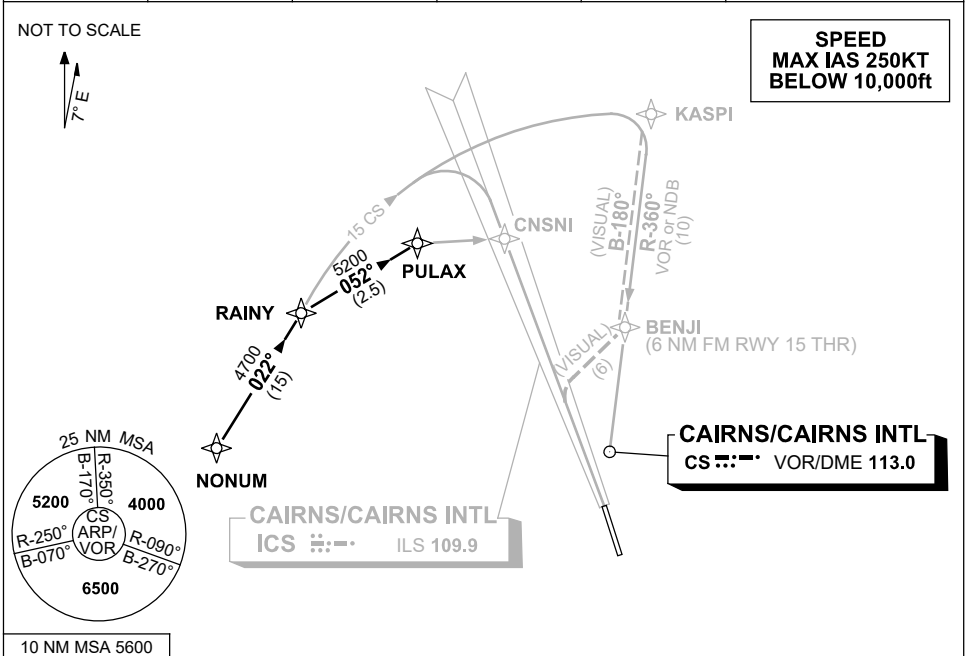 NOT TO SCALE
7° E
SPEED
MAX IAS 250KT
BELOW 10,000ft
KASPI
15 CS
(VISUAL)
B-180°
R-360°
VOR or NDB
(10)
CNSNI
5200
052°
(2.5)
PULAX
RAINY
4700
022°
(15)
BENJI
(6 NM FM RWY 15 THR)
(VISUAL)
(6)
NONUM
CAIRNS/CAIRNS INTL
CS VOR/DME 113.0
CAIRNS/CAIRNS INTL
ICS ILS 109.9
25 NM MSA
B-170°
R-350°
5200
4000
CS
ARP/
VOR
R-250°
B-070°
R-090°
B-270°
6500
10 NM MSA 5600